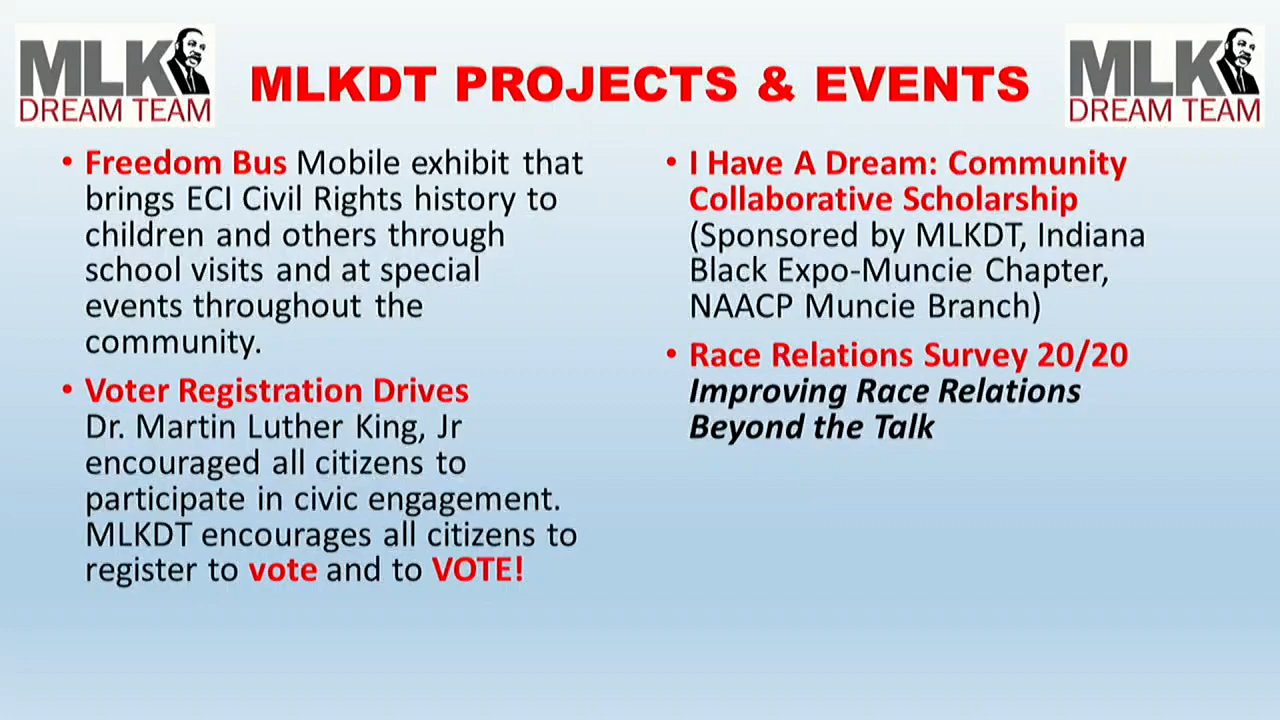 MLK
DREAM TEAM
MLKDT PROJECTS & EVENTS
MLK
DREAM TEAM
• Freedom Bus Mobile exhibit that
brings ECI Civil Rights history to
children and others through
school visits and at special
events throughout the
community.
• Voter Registration Drives
Dr. Martin Luther King, Jr
encouraged all citizens to
participate in civic engagement.
MLKDT encourages all citizens to
register to vote and to VOTE!
• I Have A Dream: Community
Collaborative Scholarship
(Sponsored by MLKDT, Indiana
Black Expo-Muncie Chapter,
NAACP Muncie Branch)
• Race Relations Survey 20/20
Improving Race Relations
Beyond the Talk